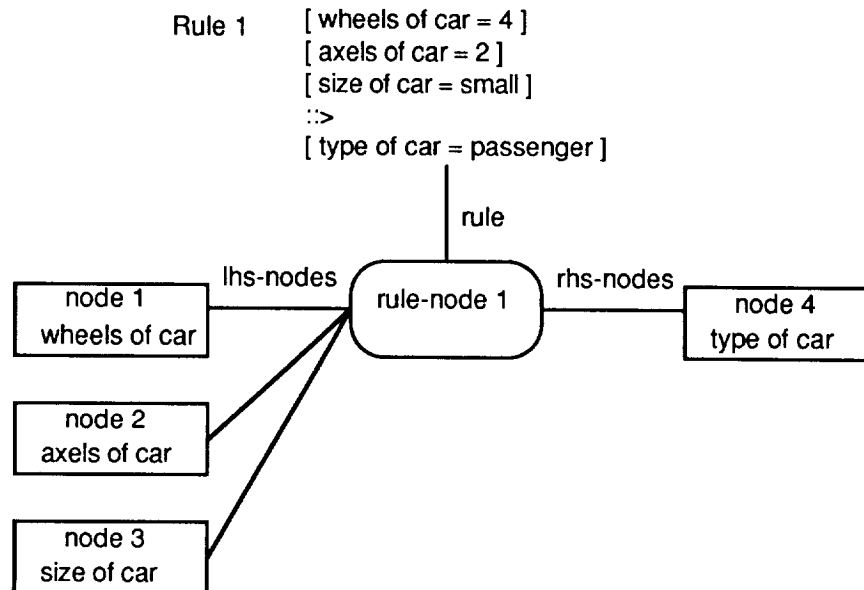 Rule 1
[ wheels of car = 4 ]
[ axels of car = 2 ]
[ size of car = small ]
::>
[ type of car = passenger ]
rule
lhs-nodes
rule-node 1
rhs-nodes
node 1
wheels of car
node 4
type of car
node 2
axels of car
node 3
size of car